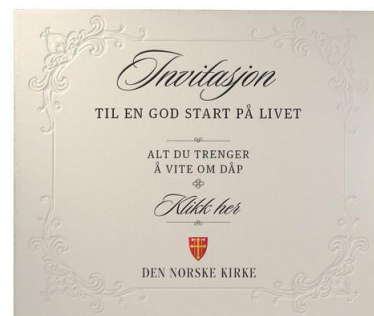 Invitasjon
TIL EN GOD START PÅ LIVET
ALT DU TRENGER
Å VITE OM DÅP
Klikk her
DEN NORSKE KIRKE